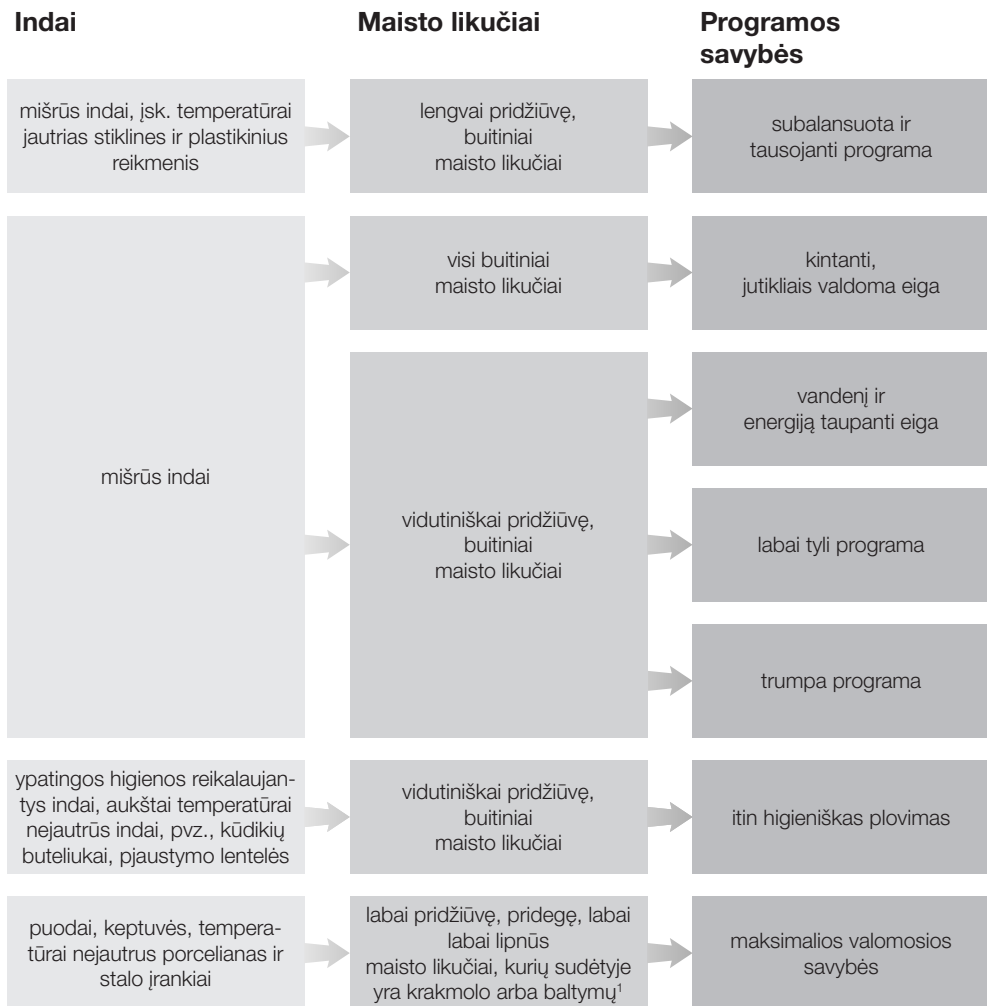 Indai
Maisto likučiai
Programos
savybės
mišrūs indai, įsk. temperatūrai
jautrias stiklines ir plastikinius
reikmenis
lengvai pridžiūvę,
buitiniai
maisto likučiai
subalansuota ir
tausojanti programa
mišrūs indai
visi buitiniai
maisto likučiai
kintanti,
jutikliais valdoma eiga
vidutiniškai pridžiūvę,
buitiniai
maisto likučiai
vandenį ir
energiją taupanti eiga
labai tyli programa
trumpa programa
ypatingos higienos reikalaujan-
tys indai, aukštai temperatūrai
nejautrūs indai, pvz., kūdikių
buteliukai, pjaustymo lentelės
vidutiniškai pridžiūvę,
buitiniai
maisto likučiai
itin higieniškas plovimas
puodai, keptuvės, tempera-
tūrai nejautrus porcelianas ir
stalo įrankiai
labai pridžiūvę, pridegę, labai
labai lipnūs
maisto likučiai, kurių sudėtyje
yra krakmolo arba baltymų¹
maksimalios valomosios
savybės